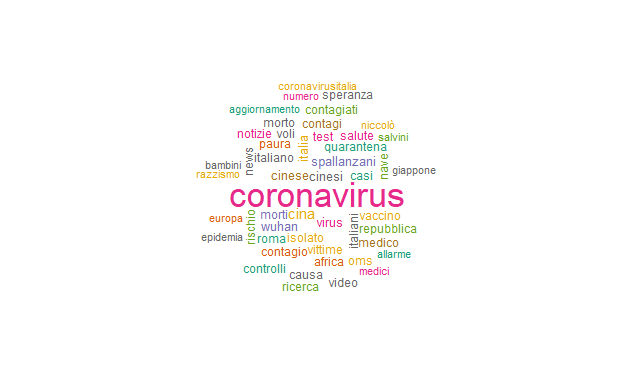 coronavirusitalia
numero speranza
aggiornamento contagiati
morto contagi niccolò
notizie voli test salute salvini
paura italia quarantena
news italiano spallanzani nave
bambini giappone
razzismo cinese cinesi casi
coronavirus
europa morti cina vaccino
rischio wuhan virus italiani repubblica
epidemia roma isolato medico
contagio vittime allarme
africa oms
controlli medici
causa
ricerca video